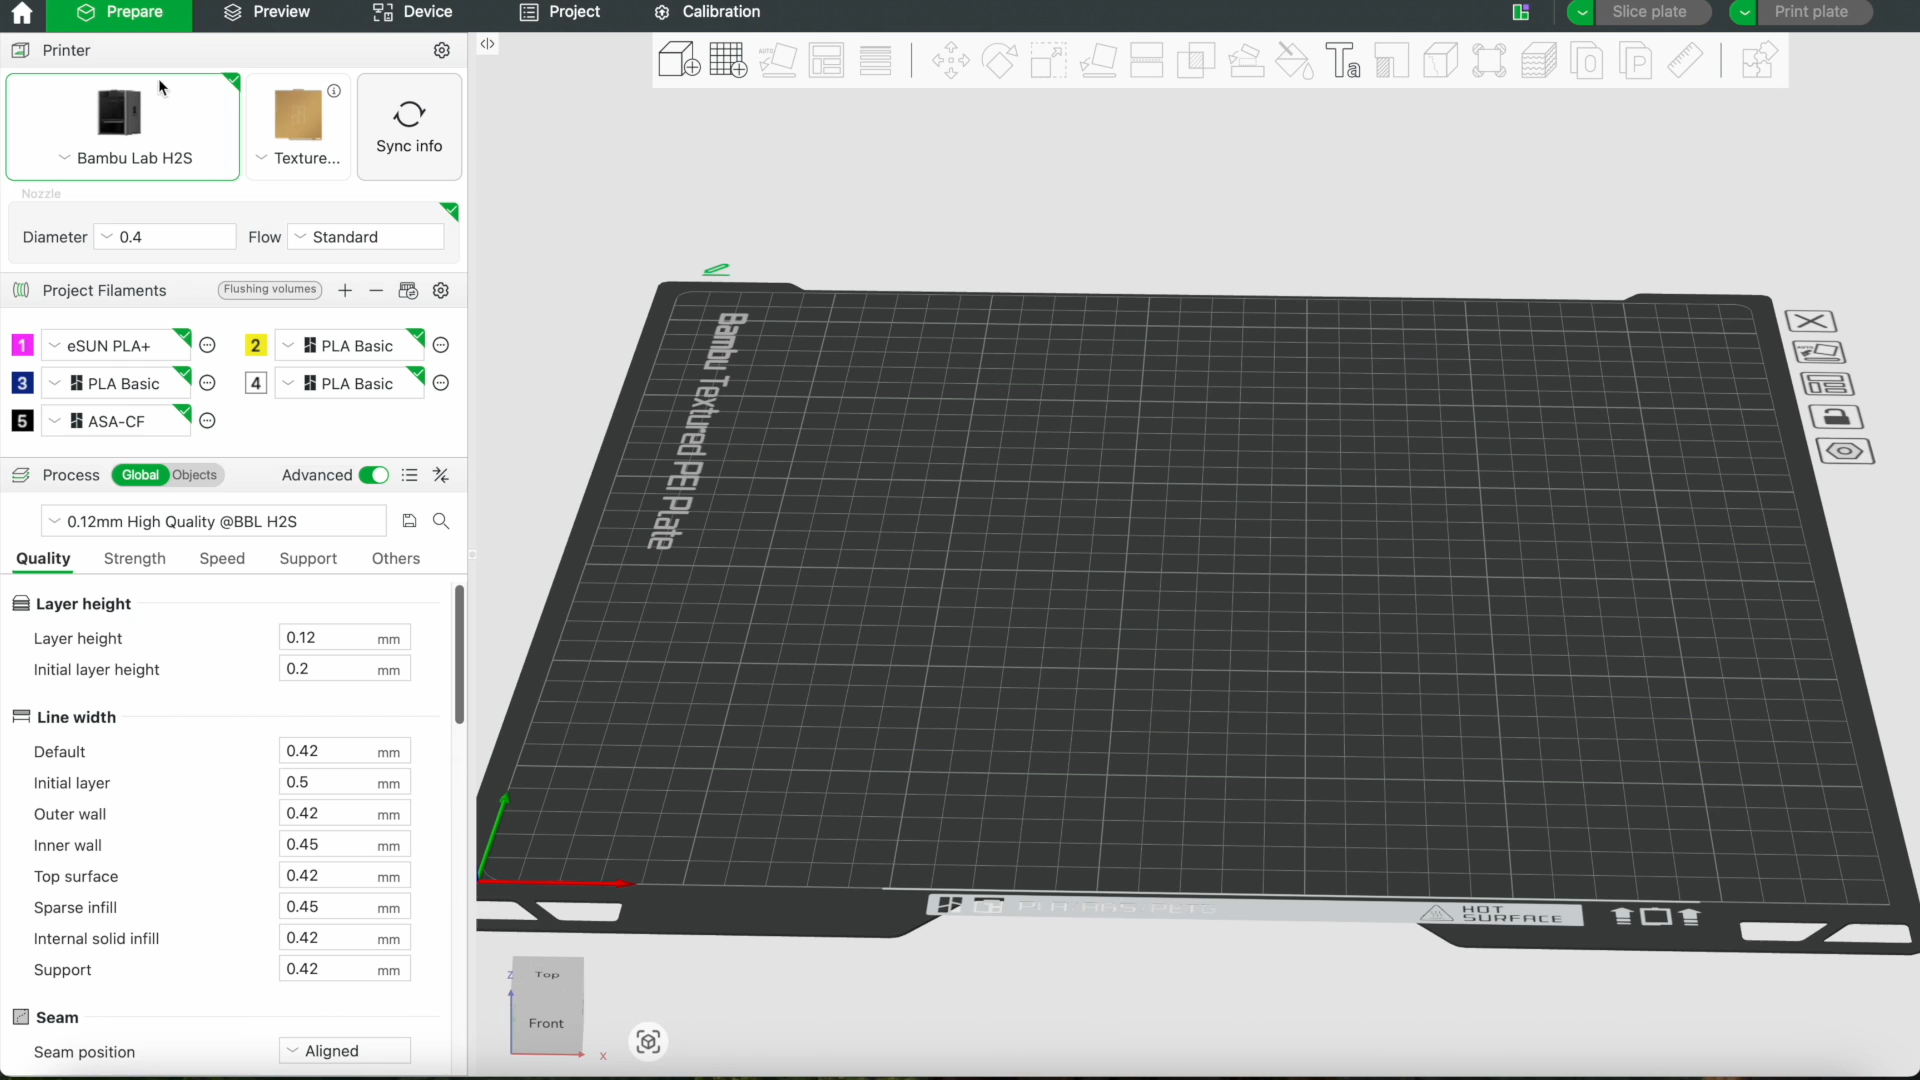 Prepare
Preview
Device
Project
Calibration
Slice plate
Print plate
Printer
Bambu Lab H2S
Texture...
Sync info
Nozzle
Diameter 0.4 Flow Standard
Project Filaments Flushing volumes
1 eSUN PLA+ 2 PLA Basic
3 PLA Basic 4 PLA Basic
5 ASA-CF
Process Global Objects Advanced
0.12mm High Quality @BBL H2S
Quality Strength Speed Support Others
Layer height
Layer height 0.12 mm
Initial layer height 0.2 mm
Line width
Default 0.42 mm
Initial layer 0.5 mm
Outer wall 0.42 mm
Inner wall 0.45 mm
Top surface 0.42 mm
Sparse infill 0.45 mm
Internal solid infill 0.42 mm
Support 0.42 mm
Seam
Seam position Aligned
AUTO
Ta
Bambu Textured PEI Plate
HOT
SURFACE
Top
Front
Z
X